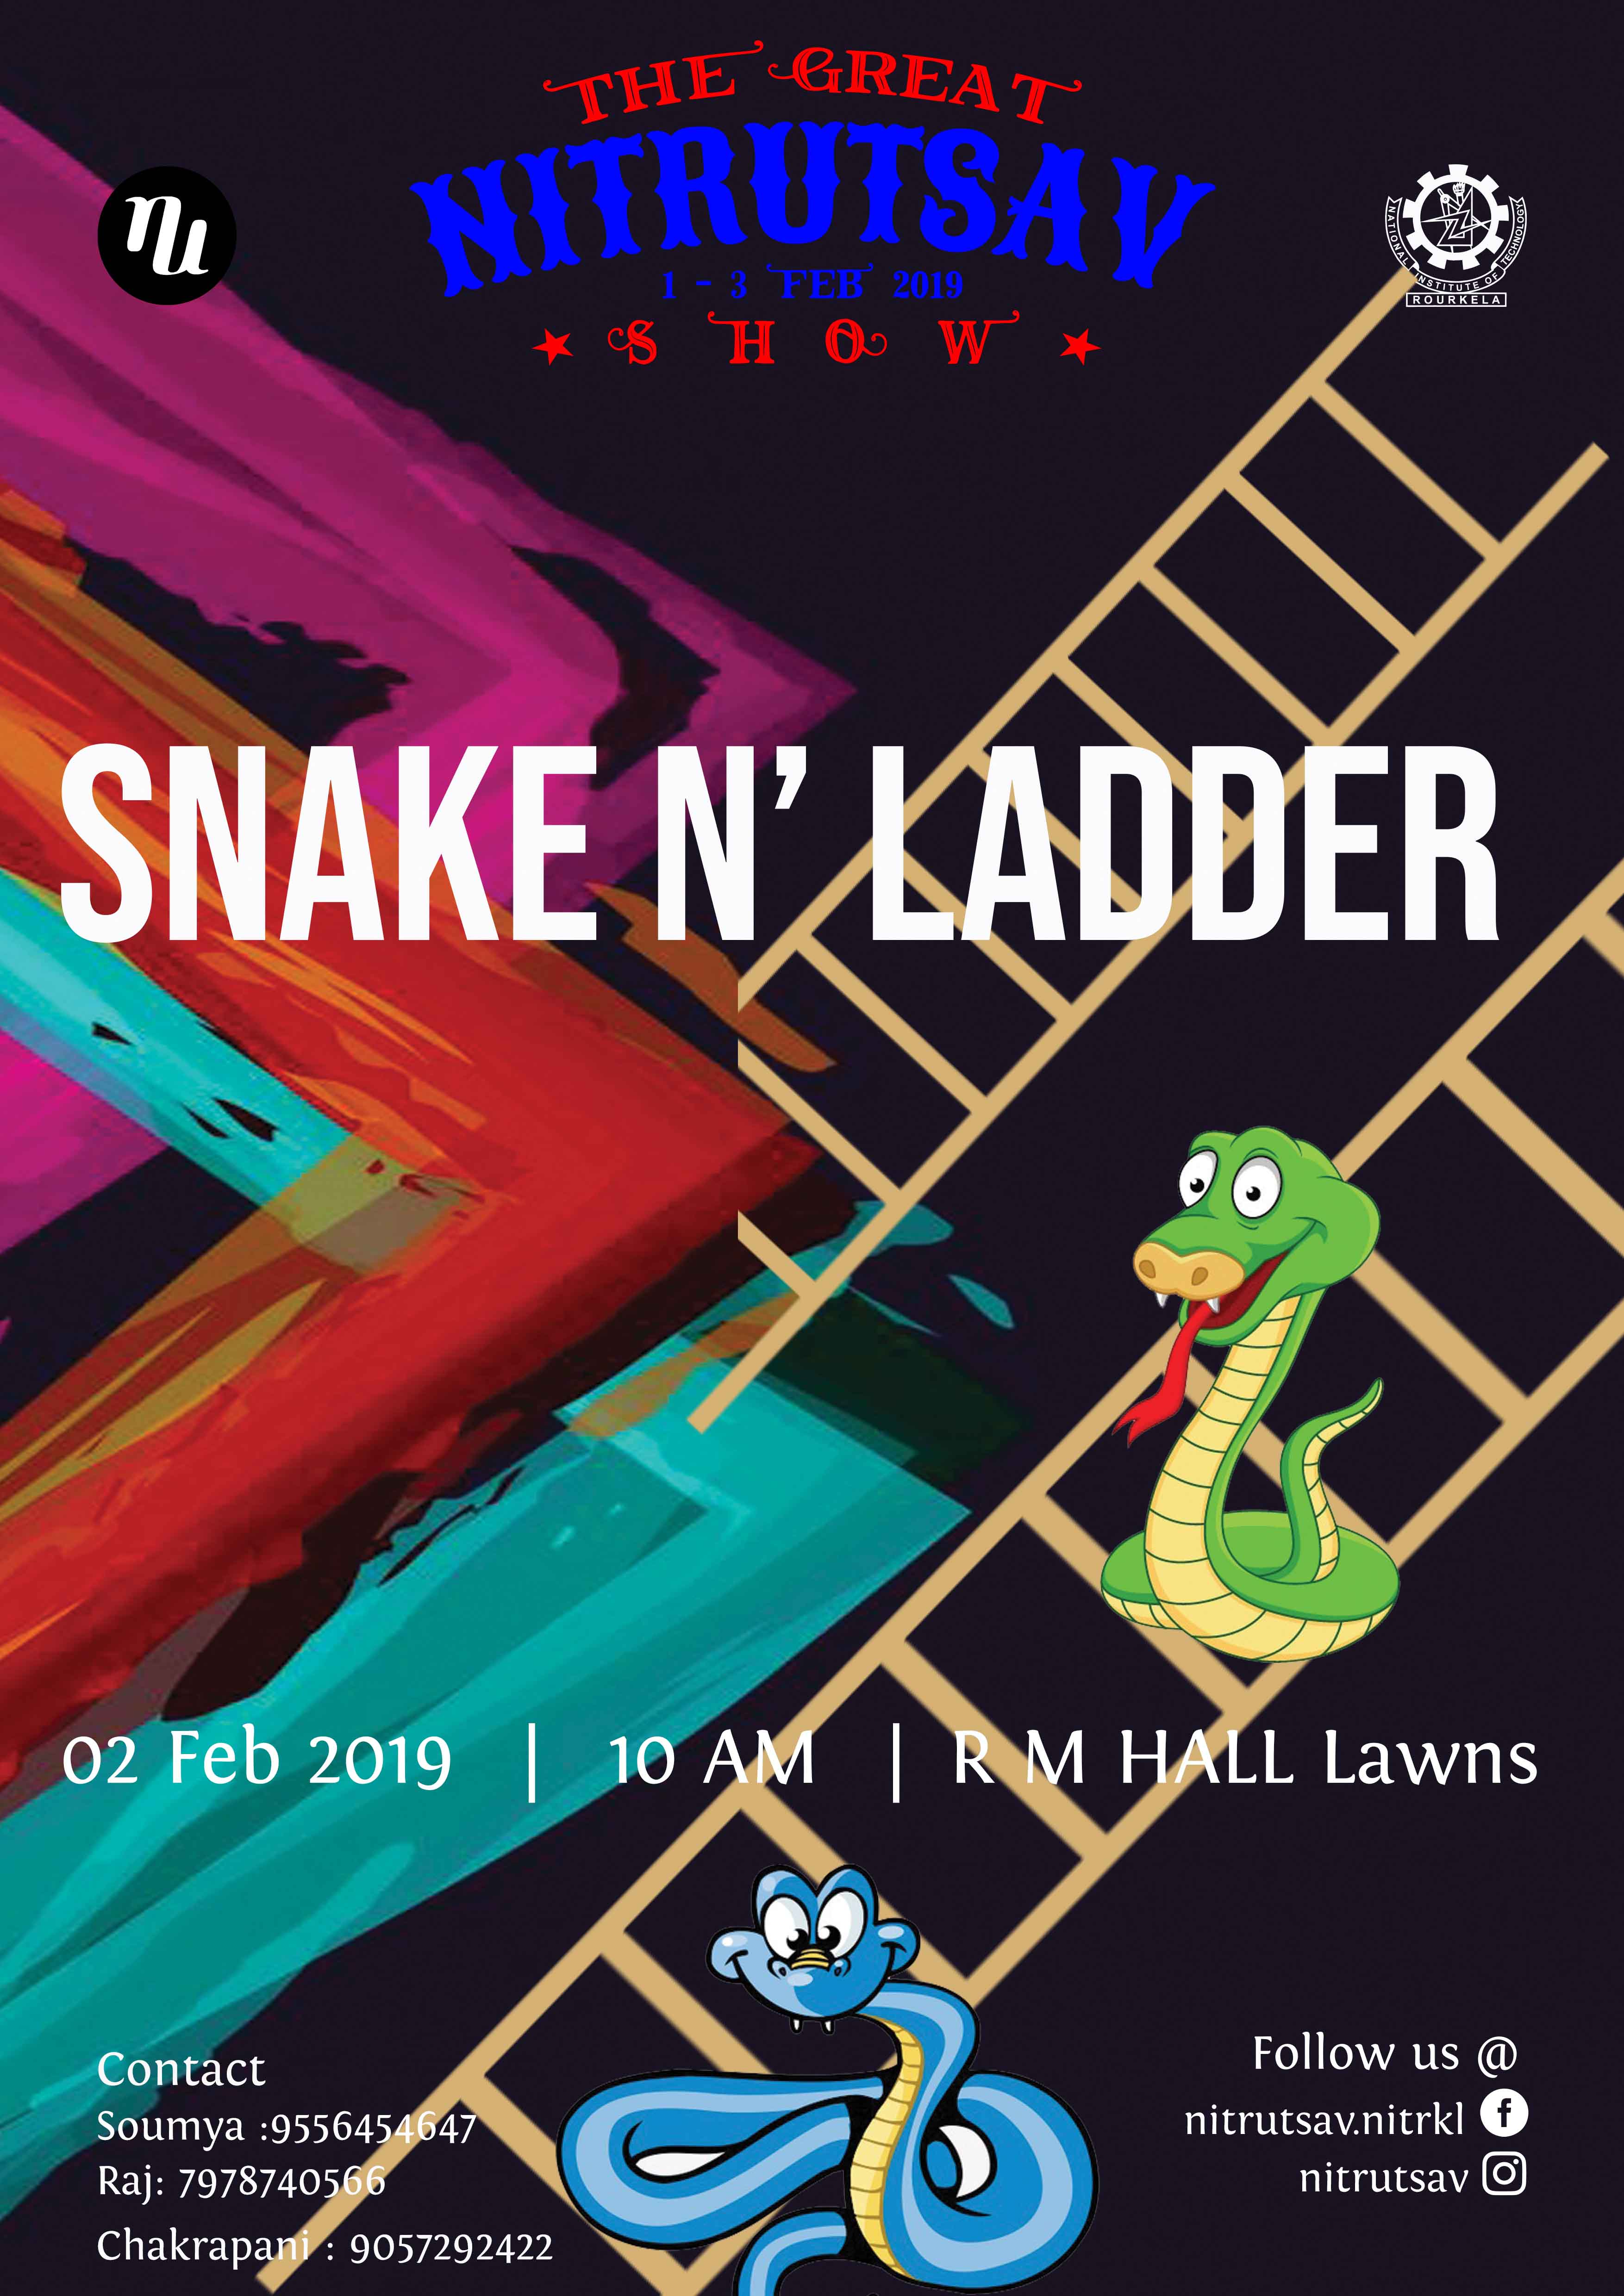 THE GREAT
NITRUTSAV
1 - 3 FEB 2019
SHOW
nu
NATIONAL INSTITUTE OF TECHNOLOGY
ROURKELA
SNAKE N’ LADDER
02 Feb 2019 | 10 AM | R M HALL Lawns
Contact
Soumya :9556454647
Raj: 7978740566
Chakrapani : 9057292422
Follow us @
nitrutsav.nitrkl
nitrutsav